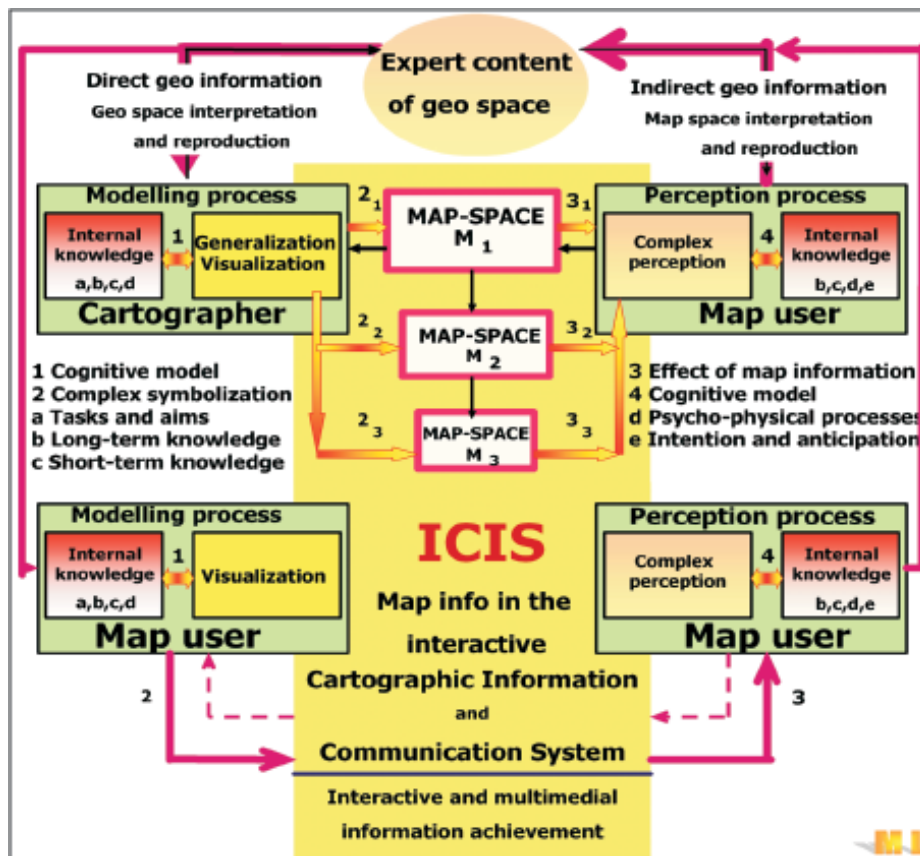 Expert content
of geo space
Direct geo information
Geo space interpretation
and reproduction
Indirect geo information
Map space interpretation
and reproduction
Modelling process
Internal
knowledge
a,b,c,d
1
Generalization
Visualization
Cartographer
2 1
MAP-SPACE
M 1
3 1
Perception process
Complex
perception
4
Internal
knowledge
b,c,d,e
Map user
2 2
MAP-SPACE
M 2
3 2
2 3
MAP-SPACE
M 3
3 3
1 Cognitive model
2 Complex symbolization
a Tasks and aims
b Long-term knowledge
c Short-term knowledge
3 Effect of map information
4 Cognitive model
d Psycho-physical processes
e Intention and anticipation
Modelling process
Internal
knowledge
a,b,c,d
1
Visualization
Map user
2
ICIS
Map info in the
interactive
Cartographic Information
and
Communication System
Interactive and multimedial
information achievement
Perception process
Complex
perception
4
Internal
knowledge
b,c,d,e
Map user
3